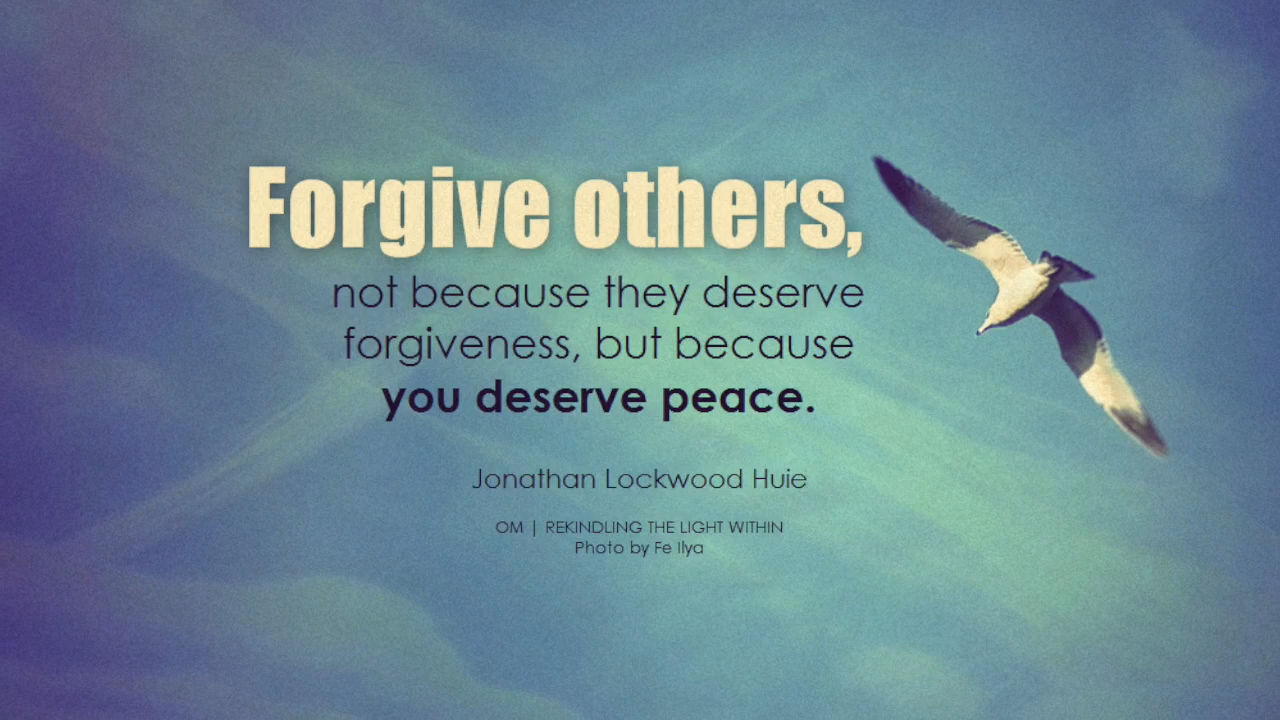 Forgive others,
not because they deserve
forgiveness, but because
you deserve peace.
Jonathan Lockwood Huie
OM | REKINDLING THE LIGHT WITHIN
Photo by Fe Ilya